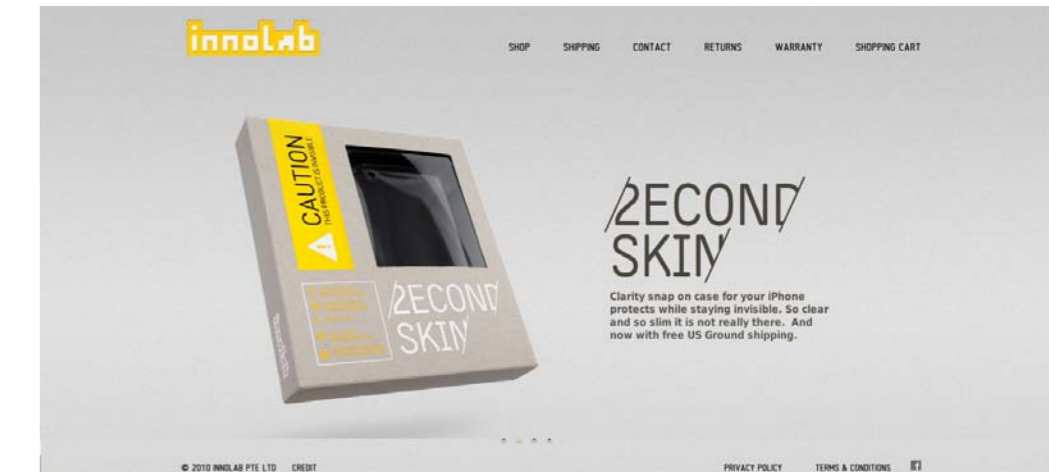 innolab
SHOP SHIPPING CONTACT RETURNS WARRANTY SHOPPING CART
CAUTION
THIS PRODUCT IS INVISIBLE
2ECOND
SKIN
2ECOND
SKIN
Clarity snap on case for your iPhone
protects while staying invisible. So clear
and so slim it is not really there. And
now with free US Ground shipping.
© 2010 INNOLAB PTE LTD CREDIT
PRIVACY POLICY TERMS & CONDITIONS